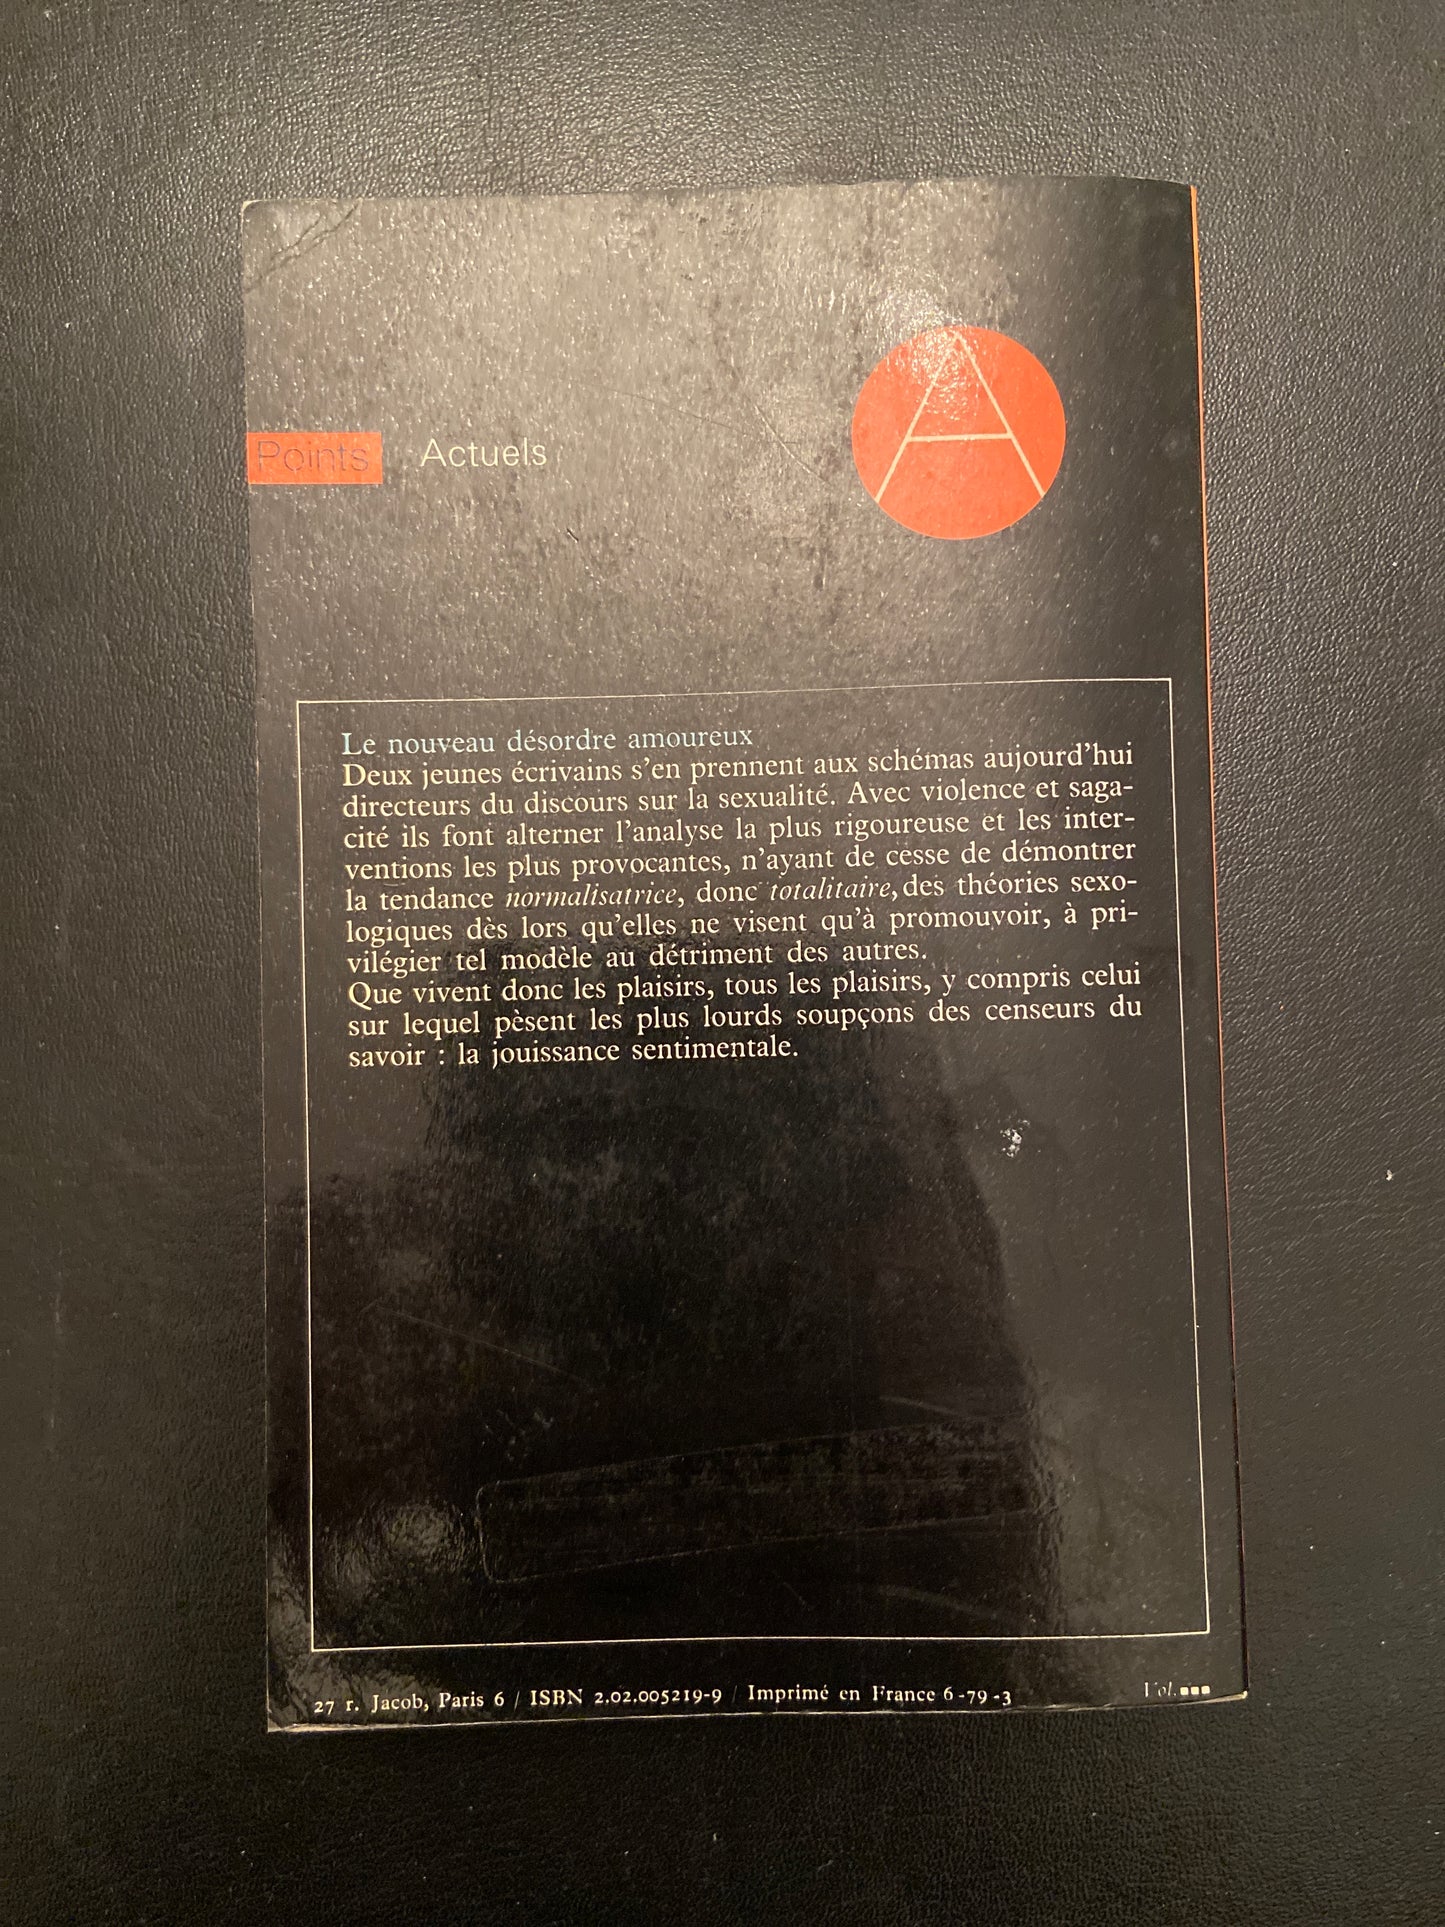 Points Actuels
A
Le nouveau désordre amoureux
Deux jeunes écrivains s'en prennent aux schémas aujourd'hui
directeurs du discours sur la sexualité. Avec violence et saga-
cité ils font alterner l'analyse la plus rigoureuse et les inter-
ventions les plus provocantes, n'ayant de cesse de démontrer
la tendance normalisatrice, donc totalitaire, des théories sexo-
logiques dès lors qu'elles ne visent qu'à promouvoir, à pri-
vilégier tel modèle au détriment des autres.
Que vivent donc les plaisirs, tous les plaisirs, y compris celui
sur lequel pèsent les plus lourds soupçons des censeurs du
savoir : la jouissance sentimentale.
27 r. Jacob, Paris 6 / ISBN 2.02.005219-9 / Imprimé en France 6-79-3
Vol.■■■